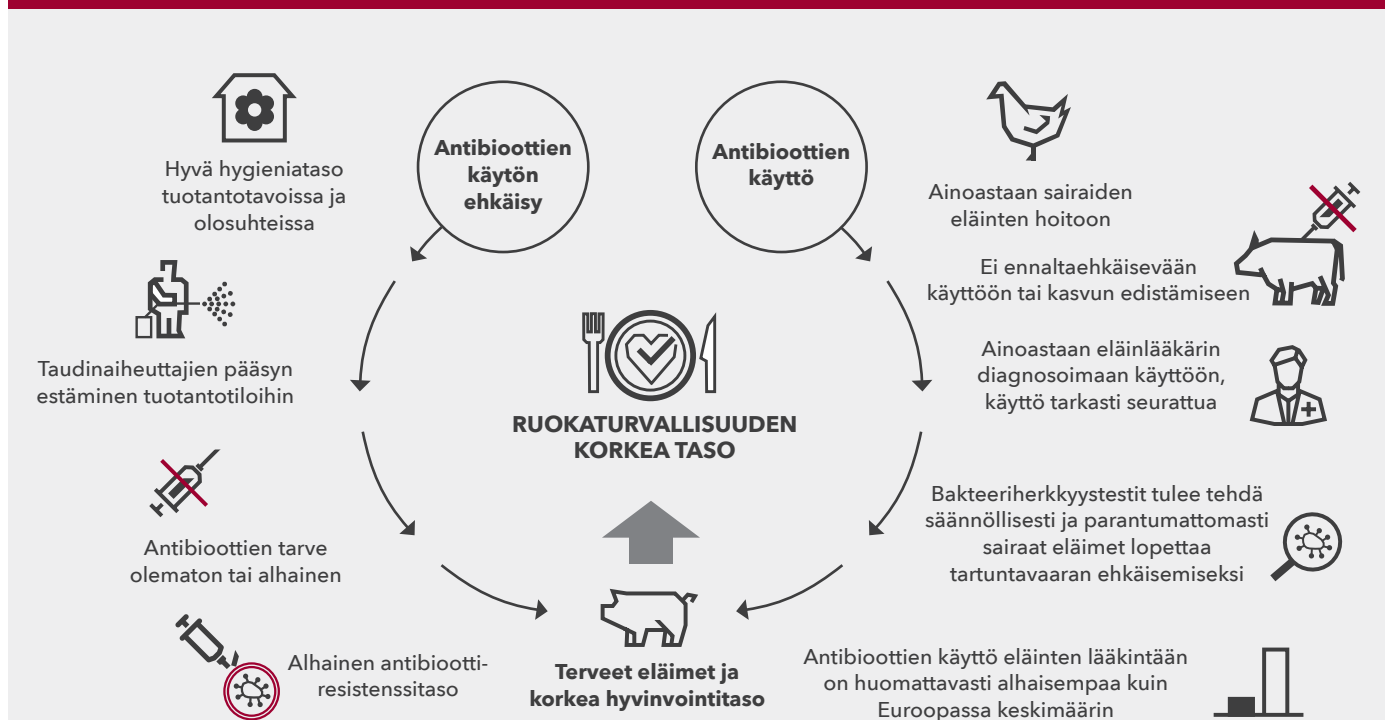 Antibioottien
käytön
ehkäisy
Hyvä hygieniataso
tuotantotavoissa ja
olosuhteissa
Taudinaiheuttajien pääsyn
estäminen tuotantotiloihin
Antibioottien tarve
olematon tai alhainen
Alhainen antibiootti-
resistenssitaso
Antibioottien
käyttö
Ainoastaan sairaiden
eläinten hoitoon
Ei ennaltaehkäisevään
käyttöön tai kasvun edistämiseen
Ainoastaan eläinlääkärin
diagnosoimaan käyttöön,
käyttö tarkasti seurattua
Bakteeriherkkyystestit tulee tehdä
säännöllisesti ja parantumattomasti
sairaat eläimet lopettaa
tartuntavaaran ehkäisemiseksi
Antibioottien käyttö eläinten lääkintään
on huomattavasti alhaisempaa kuin
Euroopassa keskimäärin
RUOKATURVALLISUUDEN
KORKEA TASO
Terveet eläimet ja
korkea hyvinvointitaso